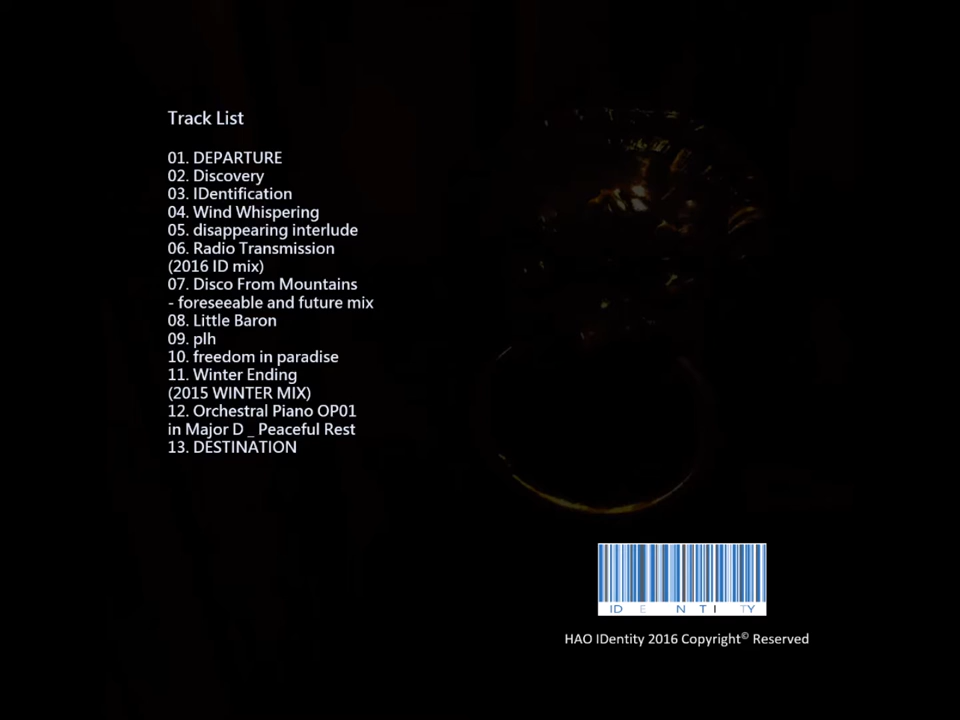 Track List
01. DEPARTURE
02. Discovery
03. IDentification
04. Wind Whispering
05. disappearing interlude
06. Radio Transmission
(2016 ID mix)
07. Disco From Mountains
- foreseeable and future mix
08. Little Baron
09. plh
10. freedom in paradise
11. Winter Ending
(2015 WINTER MIX)
12. Orchestral Piano OP01
in Major D _ Peaceful Rest
13. DESTINATION
ID E N T I TY
HAO IDentity 2016 Copyright© Reserved